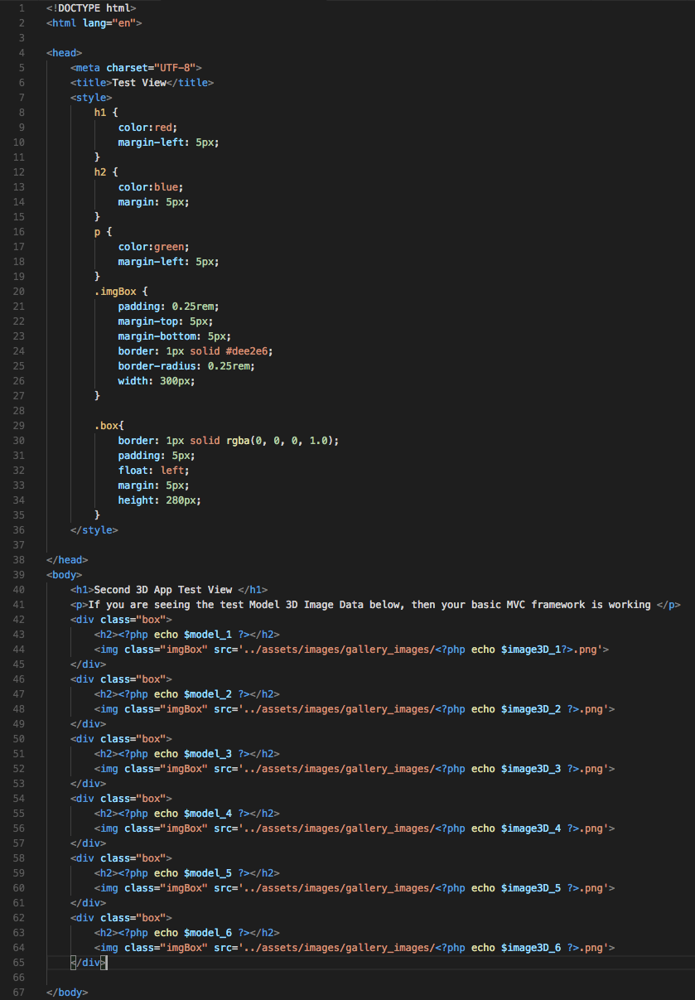 1 <!DOCTYPE html>
2 <html lang="en">
3
4 <head>
5     <meta charset="UTF-8">
6     <title>Test View</title>
7     <style>
8         h1 {
9             color:red;
10             margin-left: 5px;
11         }
12         h2 {
13             color:blue;
14             margin: 5px;
15         }
16         p {
17             color:green;
18             margin-left: 5px;
19         }
20         .imgBox {
21             padding: 0.25rem;
22             margin-top: 5px;
23             margin-bottom: 5px;
24             border: 1px solid #dee2e6;
25             border-radius: 0.25rem;
26             width: 300px;
27         }
28
29         .box{
30             border: 1px solid rgba(0, 0, 0, 1.0);
31             padding: 5px;
32             float: left;
33             margin: 5px;
34             height: 280px;
35         }
36     </style>
37
38 </head>
39 <body>
40     <h1>Second 3D App Test View </h1>
41     <p>If you are seeing the test Model 3D Image Data below, then your basic MVC framework is working </p>
42     <div class="box">
43         <h2><?php echo $model_1 ?></h2>
44         <img class="imgBox" src='../assets/images/gallery_images/<?php echo $image3D_1?>.png'>
45     </div>
46     <div class="box">
47         <h2><?php echo $model_2 ?></h2>
48         <img class="imgBox" src='../assets/images/gallery_images/<?php echo $image3D_2 ?>.png'>
49     </div>
50     <div class="box">
51         <h2><?php echo $model_3 ?></h2>
52         <img class="imgBox" src='../assets/images/gallery_images/<?php echo $image3D_3 ?>.png'>
53     </div>
54     <div class="box">
55         <h2><?php echo $model_4 ?></h2>
56         <img class="imgBox" src='../assets/images/gallery_images/<?php echo $image3D_4 ?>.png'>
57     </div>
58     <div class="box">
59         <h2><?php echo $model_5 ?></h2>
60         <img class="imgBox" src='../assets/images/gallery_images/<?php echo $image3D_5 ?>.png'>
61     </div>
62     <div class="box">
63         <h2><?php echo $model_6 ?></h2>
64         <img class="imgBox" src='../assets/images/gallery_images/<?php echo $image3D_6 ?>.png'>
65     </div>
66
67 </body>